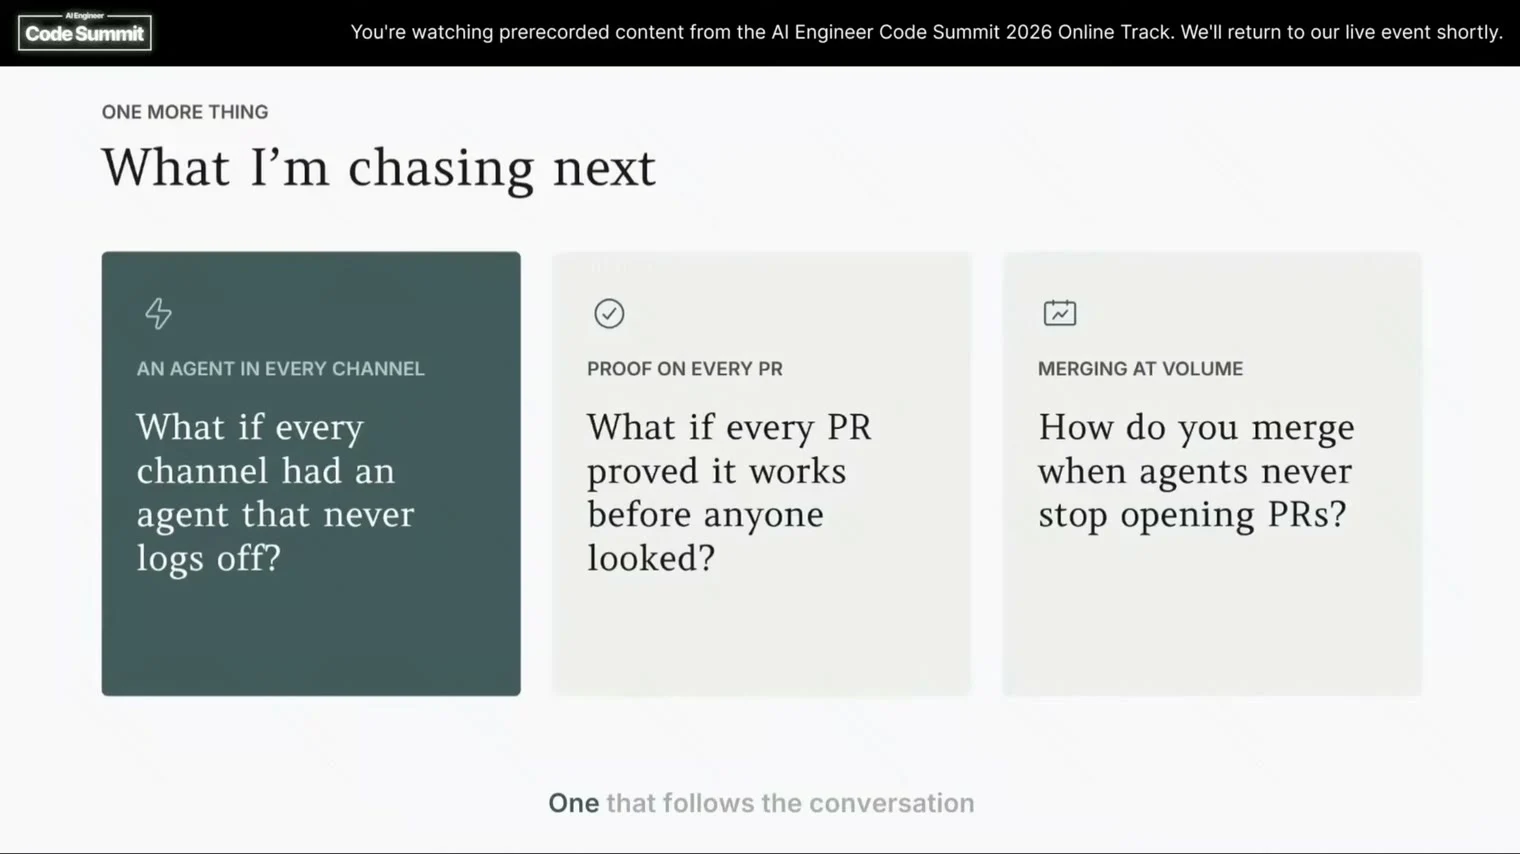 AI Engineer
Code Summit
You're watching prerecorded content from the AI Engineer Code Summit 2026 Online Track. We'll return to our live event shortly.
ONE MORE THING
What I’m chasing next
AN AGENT IN EVERY CHANNEL
What if every
channel had an
agent that never
logs off?
PROOF ON EVERY PR
What if every PR
proved it works
before anyone
looked?
MERGING AT VOLUME
How do you merge
when agents never
stop opening PRs?
One that follows the conversation